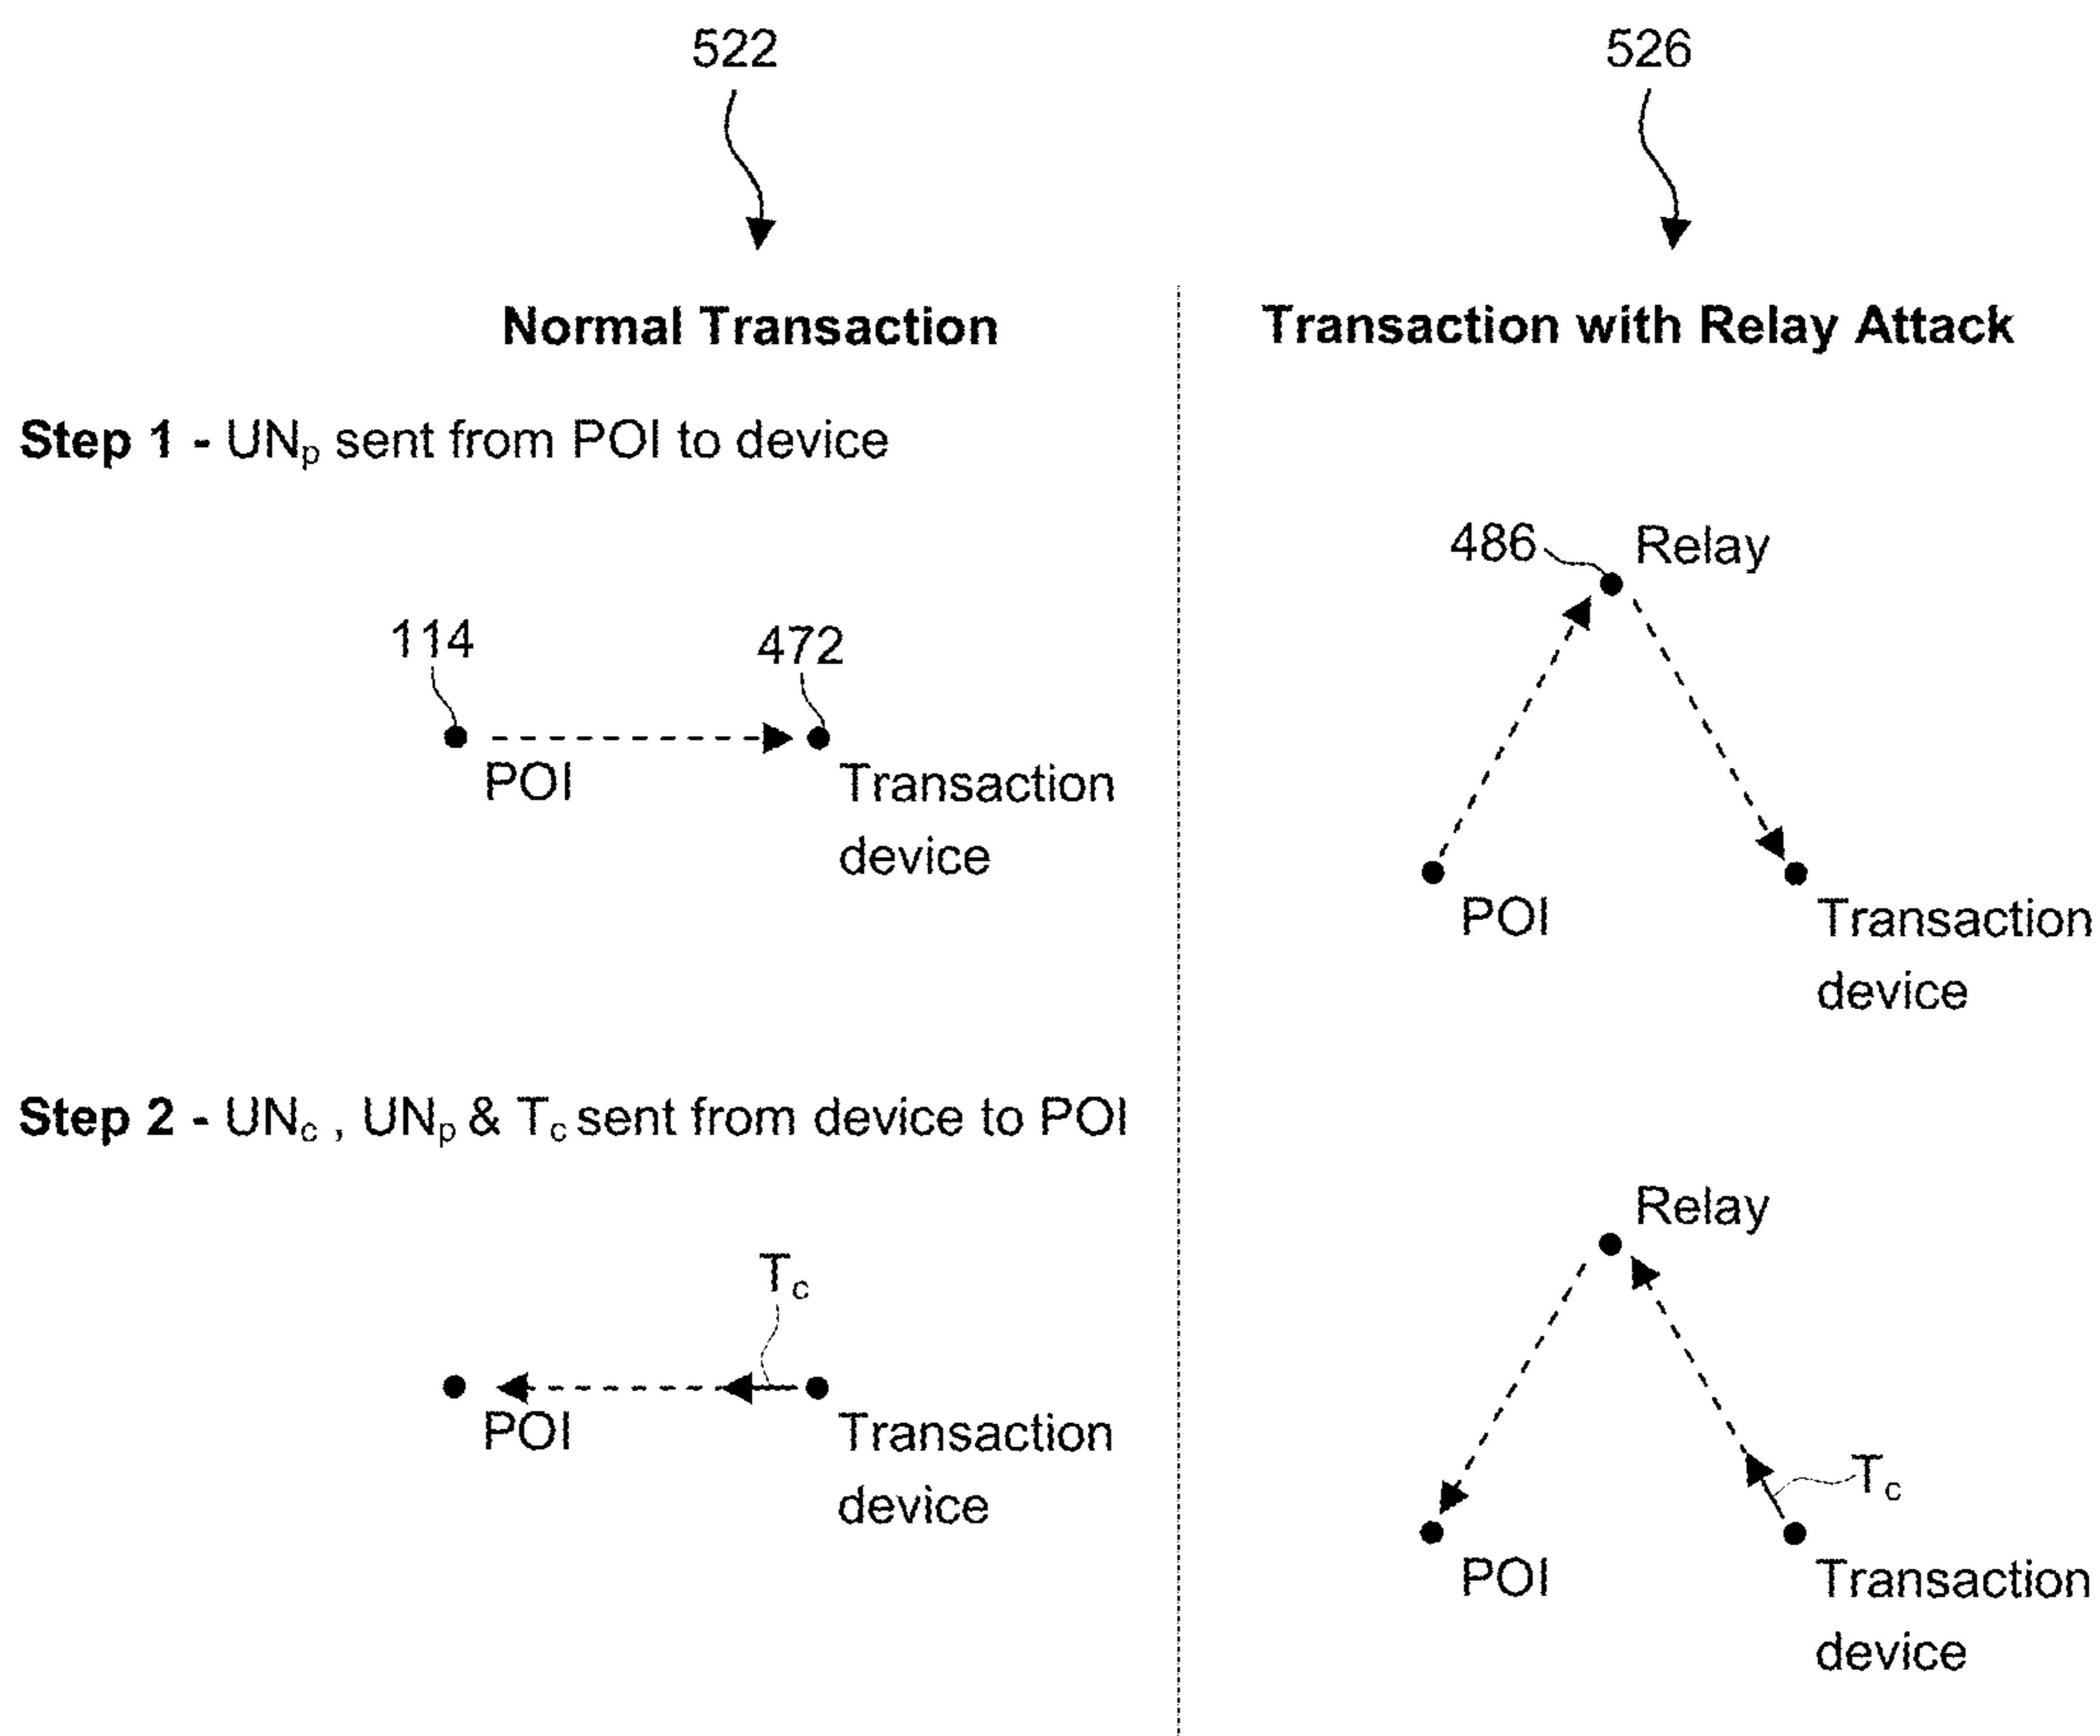 522
526
Normal Transaction
Transaction with Relay Attack
Step 1 - UNp sent from POI to device
486
Relay
114
472
POI
Transaction
device
POI
Transaction
device
Step 2 - UNc , UNp & Tc sent from device to POI
Relay
Tc
POI
Transaction
device
Tc
POI
Transaction
device